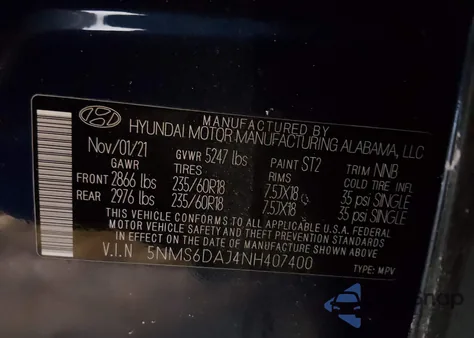 MANUFACTURED BY
HYUNDAI MOTOR MANUFACTURING ALABAMA, LLC
Nov/01/21 GVWR 5247 lbs PAINT ST2 TRIM NNB
GAWR TIRES RIMS
FRONT 2866 lbs 235/60R18 7.5JX18 35 psi SINGLE
REAR 2976 lbs 235/60R18 7.5JX18 35 psi SINGLE
THIS VEHICLE CONFORMS TO ALL APPLICABLE U.S.A. FEDERAL
MOTOR VEHICLE SAFETY, BUMPER, AND THEFT PREVENTION STANDARDS
IN EFFECT ON THE DATE OF MANUFACTURE SHOWN ABOVE.
V.I.N 5NMS6DAJ4NH407400 TYPE: MPV